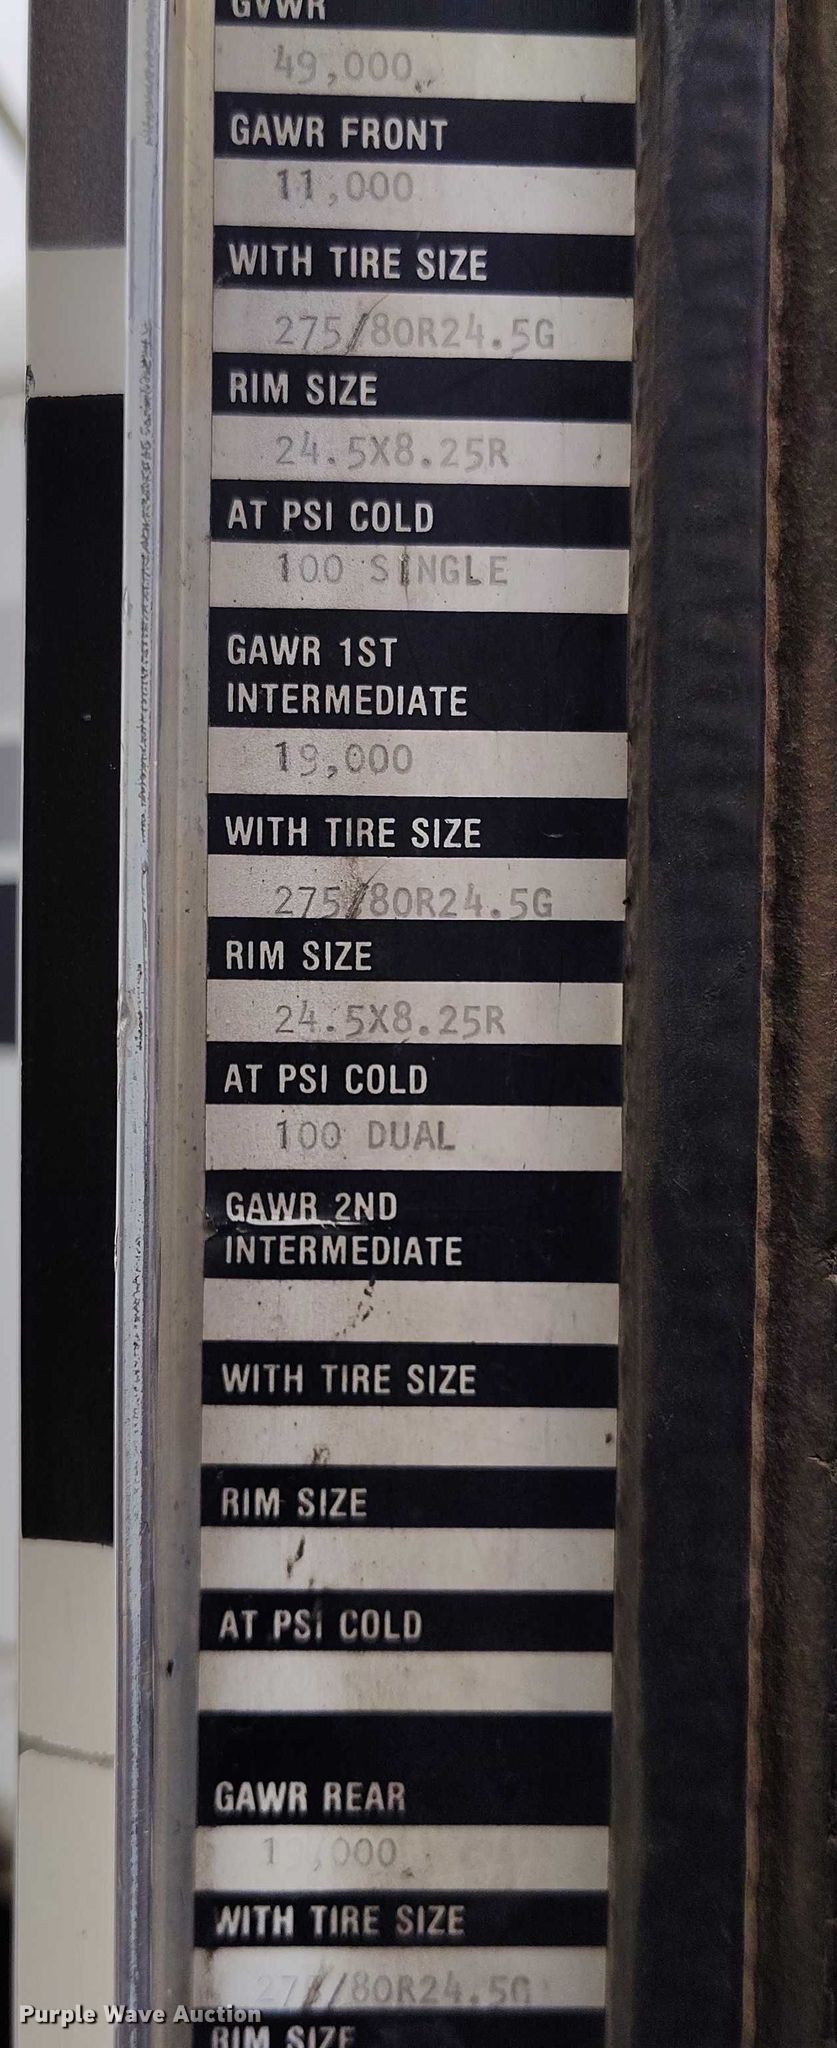 GVWR
49,000
GAWR FRONT
11,000
WITH TIRE SIZE
275/80R24.5G
RIM SIZE
24.5X8.25R
AT PSI COLD
100 SINGLE
GAWR 1ST
INTERMEDIATE
19,000
WITH TIRE SIZE
275/80R24.5G
RIM SIZE
24.5X8.25R
AT PSI COLD
100 DUAL
GAWR 2ND
INTERMEDIATE
WITH TIRE SIZE
RIM SIZE
AT PSI COLD
GAWR REAR
WITH TIRE SIZE
RIM SIZE
Purple Wave Auction